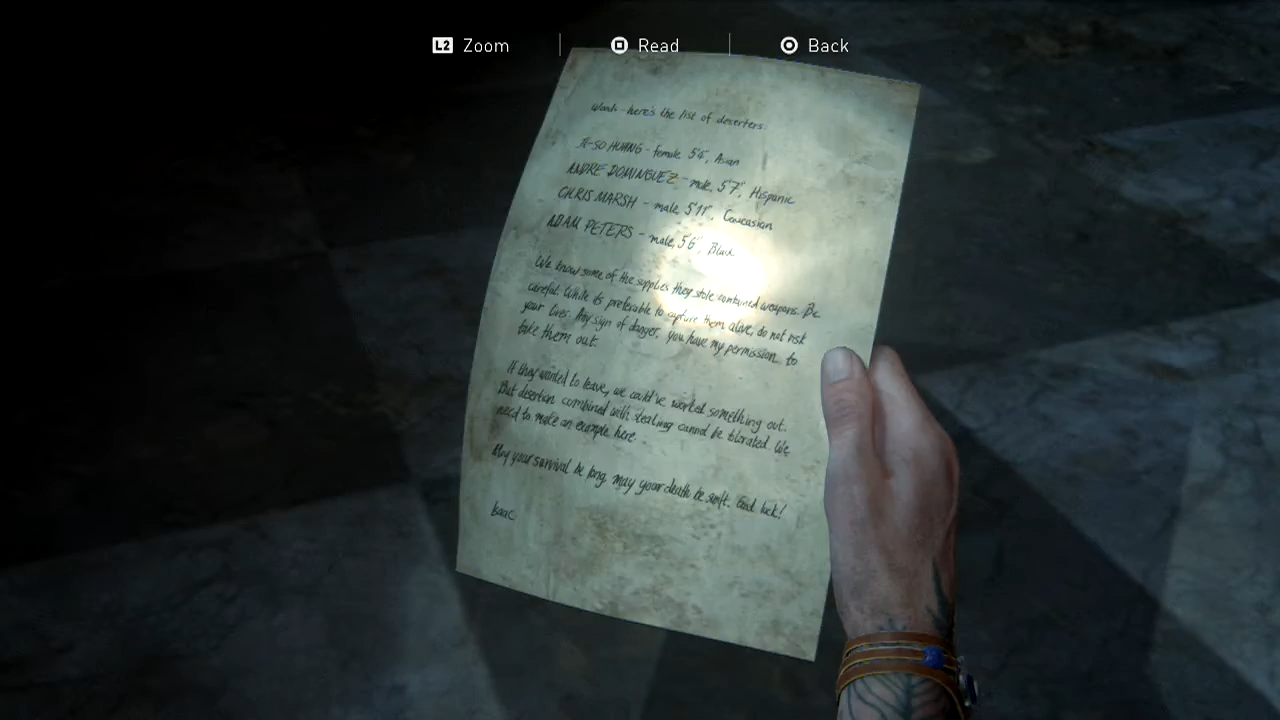 L2 Zoom | Read | Back
- here's the list of deserters:
JE-SO HUANG - female, 5'4", Asian
ANDRE DOMINGUEZ - male, 5'7", Hispanic
CHRIS MARSH - male, 5'11", Caucasian
ADAM PETERS - male, 5'6", Black
We know some of the supplies they stole contained weapons. Be
careful. While its preferable to capture them alive, do not risk
your lives. Any sign of danger, you have my permission to
take them out.
If they wanted to leave, we could've worked something out.
But desertion combined with stealing cannot be tolerated. We
need to make an example here.
May your survival be long, may your death be swift. Good luck!
Isaac